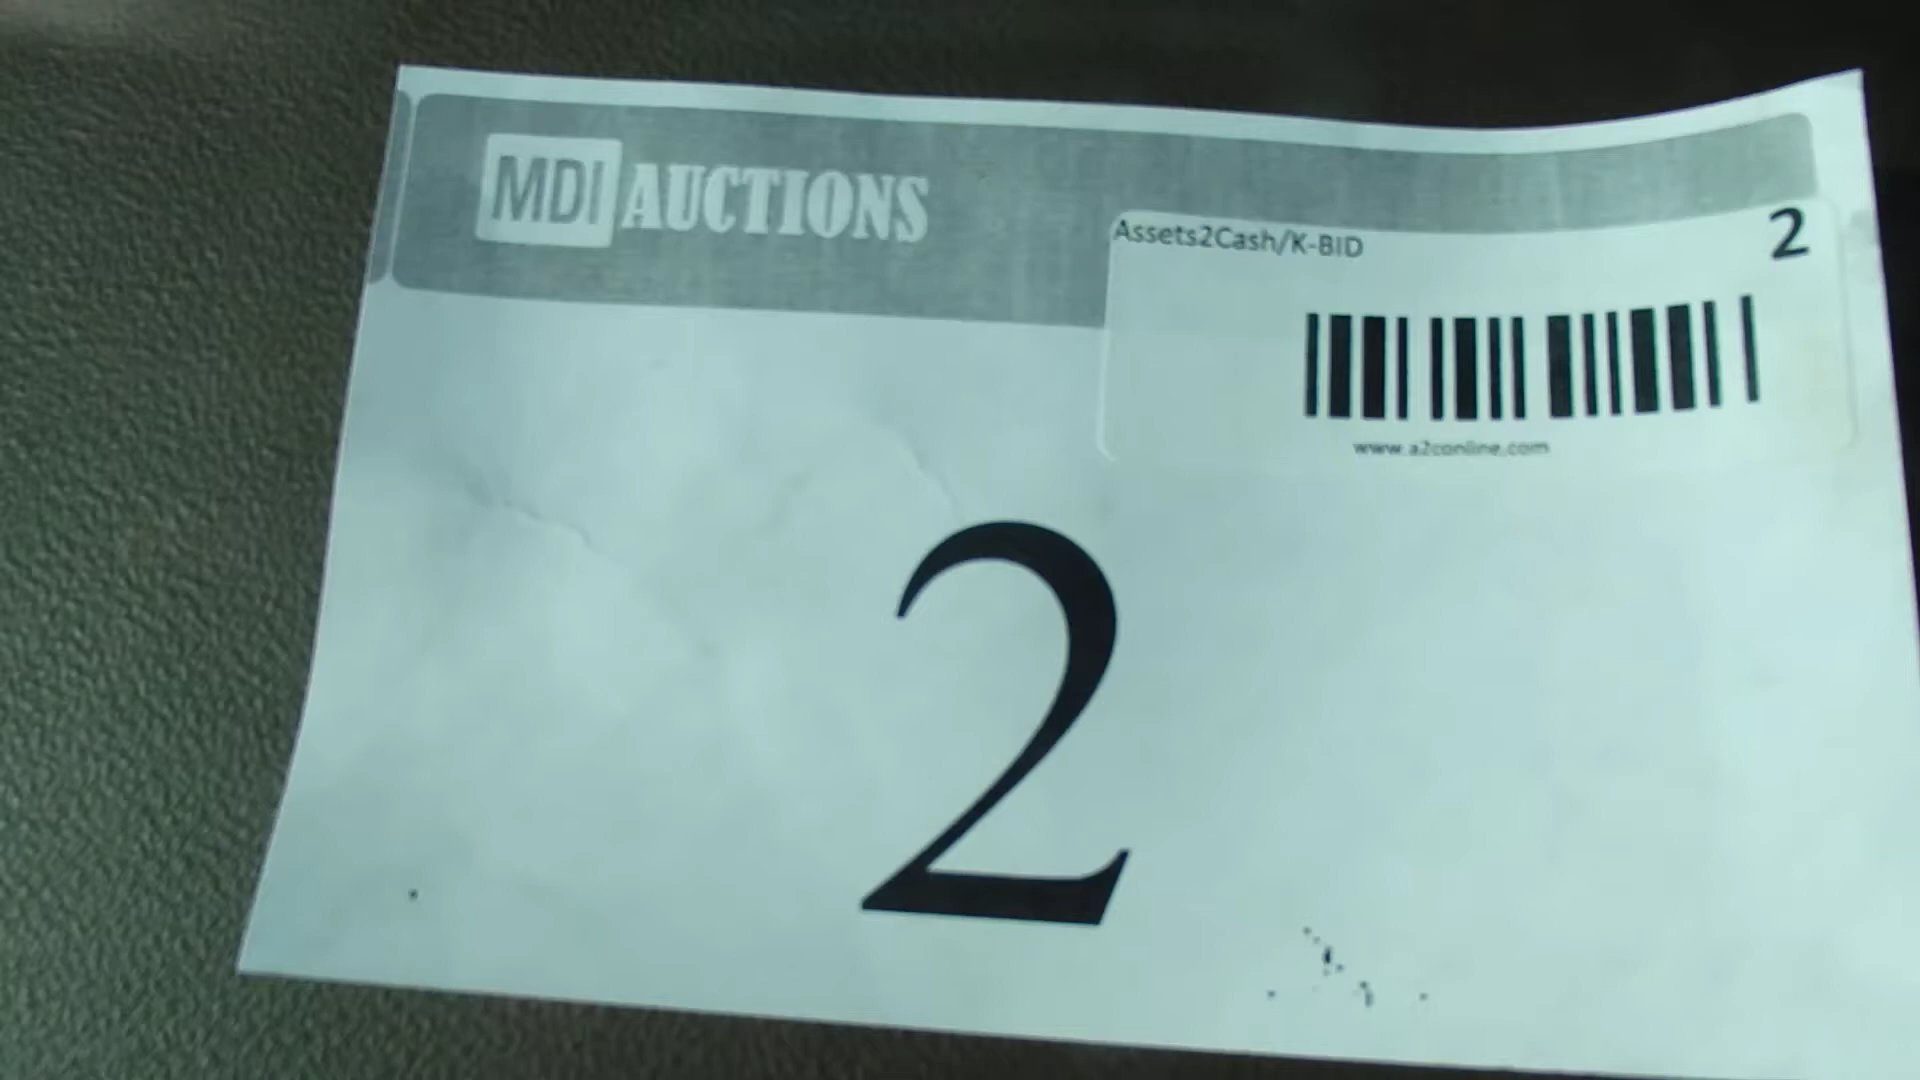 MDI AUCTIONS
Assets2Cash/K-BID 2
www.a2conline.com
2